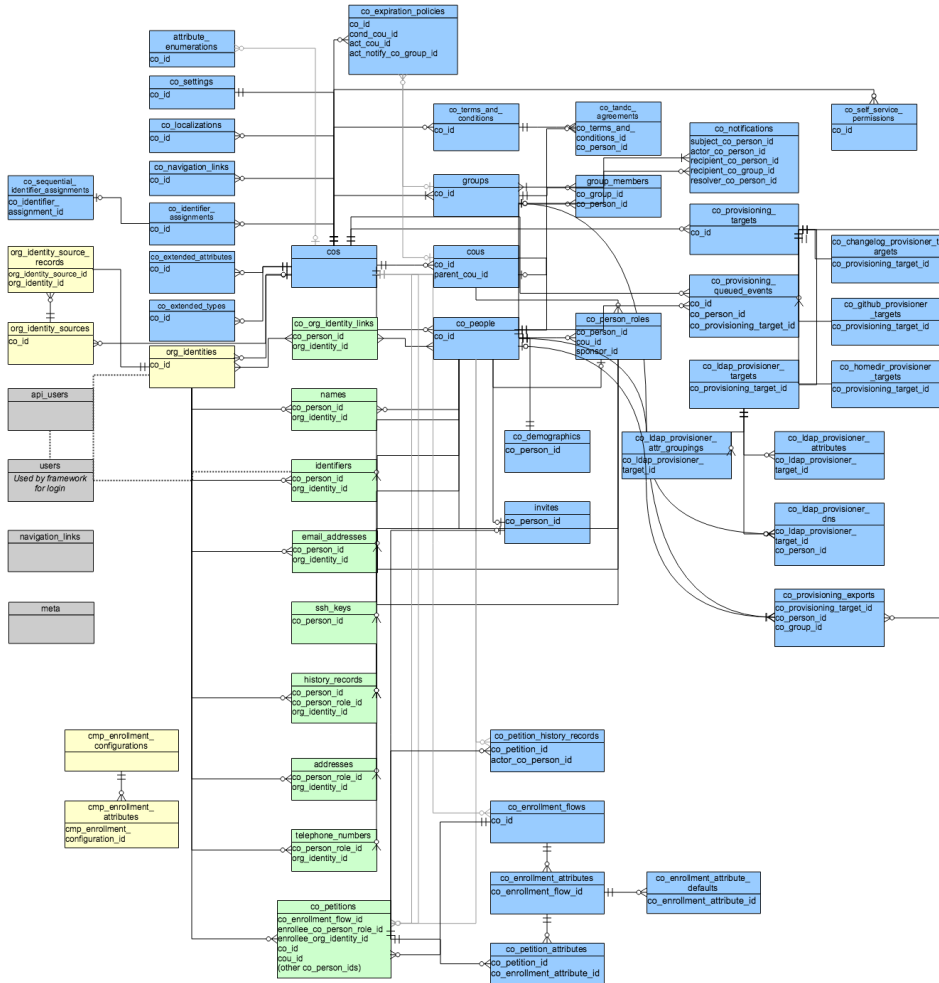 co_expiration_policies
co_id
cond_cou_id
act_cou_id
act_notify_co_group_id
attribute_
enumerations
co_id
co_settings
co_id
co_localizations
co_id
co_navigation_links
co_id
co_sequential_
identifier_assignments
co_identifier_
assignment_id
co_identifier_
assignments
co_id
co_extended_attributes
co_id
co_extended_types
co_id
co_terms_and_
conditions
co_id
co_tandc_
agreements
co_terms_and_
conditions_id
co_person_id
co_self_service_
permissions
co_id
co_notifications
subject_co_person_id
actor_co_person_id
recipient_co_person_id
recipient_co_group_id
resolver_co_person_id
groups
co_id
group_members
co_group_id
co_person_id
co_provisioning_
targets
co_id
co_changelog_provisioner_t
argets
co_provisioning_target_id
org_identity_source_
records
org_identity_source_id
org_identity_id
cos
cous
co_id
parent_cou_id
co_provisioning_
queued_events
co_id
co_person_id
co_provisioning_target_id
co_github_provisioner
_targets
co_provisioning_target_id
org_identity_sources
co_id
org_identities
co_id
co_org_identity_links
co_person_id
org_identity_id
co_people
co_id
co_person_roles
co_person_id
cou_id
sponsor_id
co_ldap_provisioner_
targets
co_provisioning_target_id
co_homedir_provisioner
_targets
co_provisioning_target_id
api_users
names
co_person_id
org_identity_id
co_demographics
co_person_id
co_ldap_provisioner_
attr_groupings
co_ldap_provisioner_
target_id
co_ldap_provisioner_
attributes
co_ldap_provisioner_
target_id
users
Used by framework
for login
identifiers
co_person_id
org_identity_id
invites
co_person_id
co_ldap_provisioner_
dns
co_ldap_provisioner_
target_id
co_person_id
navigation_links
email_addresses
co_person_id
org_identity_id
meta
ssh_keys
co_person_id
co_provisioning_exports
co_provisioning_target_id
co_person_id
co_group_id
history_records
co_person_id
co_person_role_id
org_identity_id
cmp_enrollment_
configurations
co_petition_history_records
co_petition_id
actor_co_person_id
addresses
co_person_role_id
org_identity_id
cmp_enrollment_
attributes
cmp_enrollment_
configuration_id
co_enrollment_flows
co_id
telephone_numbers
co_person_role_id
org_identity_id
co_enrollment_attributes
co_enrollment_flow_id
co_enrollment_attribute_
defaults
co_enrollment_attribute_id
co_petitions
co_enrollment_flow_id
enrollee_co_person_role_id
enrollee_org_identity_id
co_id
cou_id
(other co_person_ids)
co_petition_attributes
co_petition_id
co_enrollment_attribute_id